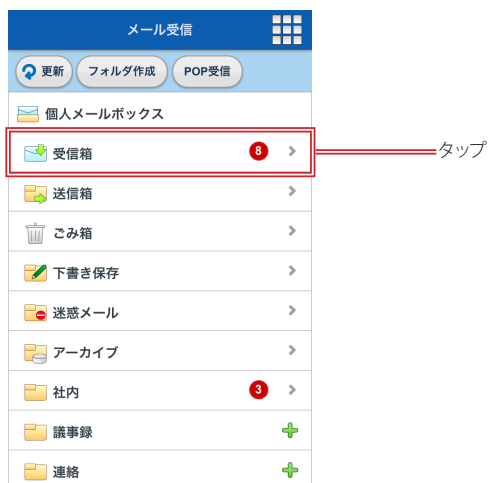 メール受信
更新 フォルダ作成 POP受信
個人メールボックス
受信箱 8
タップ
送信箱
ごみ箱
下書き保存
迷惑メール
アーカイブ
社内 3
議事録
連絡